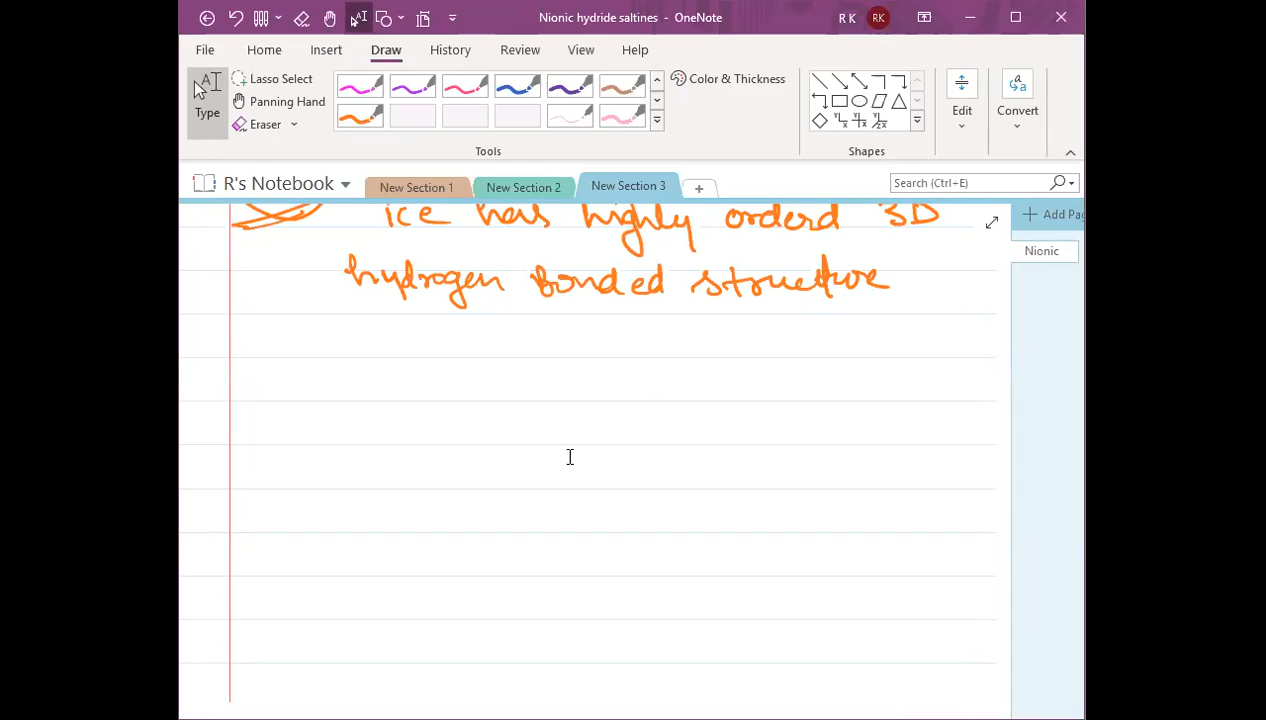 Nionic hydride saltines - OneNote
R K
RK
File Home Insert Draw History Review View Help
Type
Lasso Select
Panning Hand
Eraser
Color & Thickness
Edit
Convert
Tools
Shapes
R's Notebook
New Section 1
New Section 2
New Section 3
Search (Ctrl+E)
Add Pag
Nionic
ice has highly orderd 3D
hydrogen bonded structure